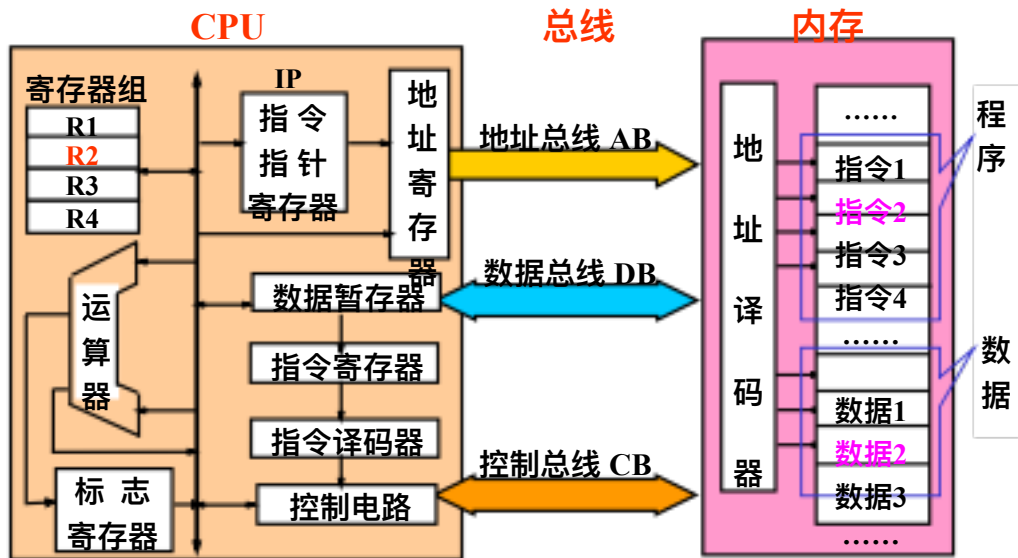 CPU
总线
内存
寄存器组
R1
R2
R3
R4
IP
指 令
指 针
寄存器
地
址
寄
存
器
运
算
器
数据暂存器
指令寄存器
指令译码器
控制电路
标 志
寄存器
地址总线 AB
数据总线 DB
控制总线 CB
地
址
译
码
器
......
指令1
指令2
指令3
指令4
......
数据1
数据2
数据3
......
程
序
数
据